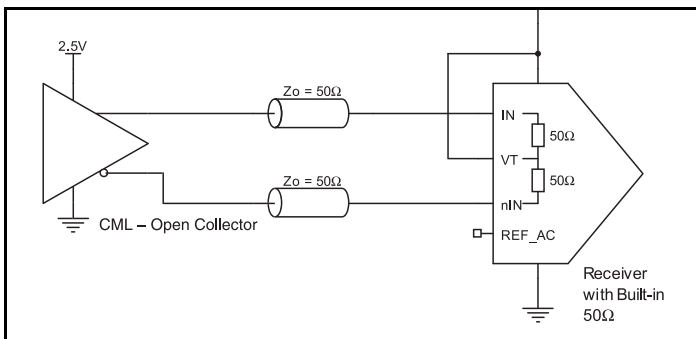 2.5V
Zo = 50Ω
IN
50Ω
VT
Zo = 50Ω
50Ω
nIN
CML – Open Collector
REF_AC
Receiver
with Built-in
50Ω